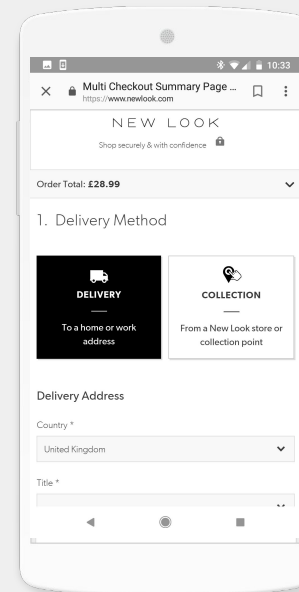 10:33
Multi Checkout Summary Page ...
https://www.newlook.com
NEW LOOK
Shop securely & with confidence
Order Total: £28.99
1. Delivery Method
DELIVERY
To a home or work
address
COLLECTION
From a New Look store or
collection point
Delivery Address
Country *
United Kingdom
Title *